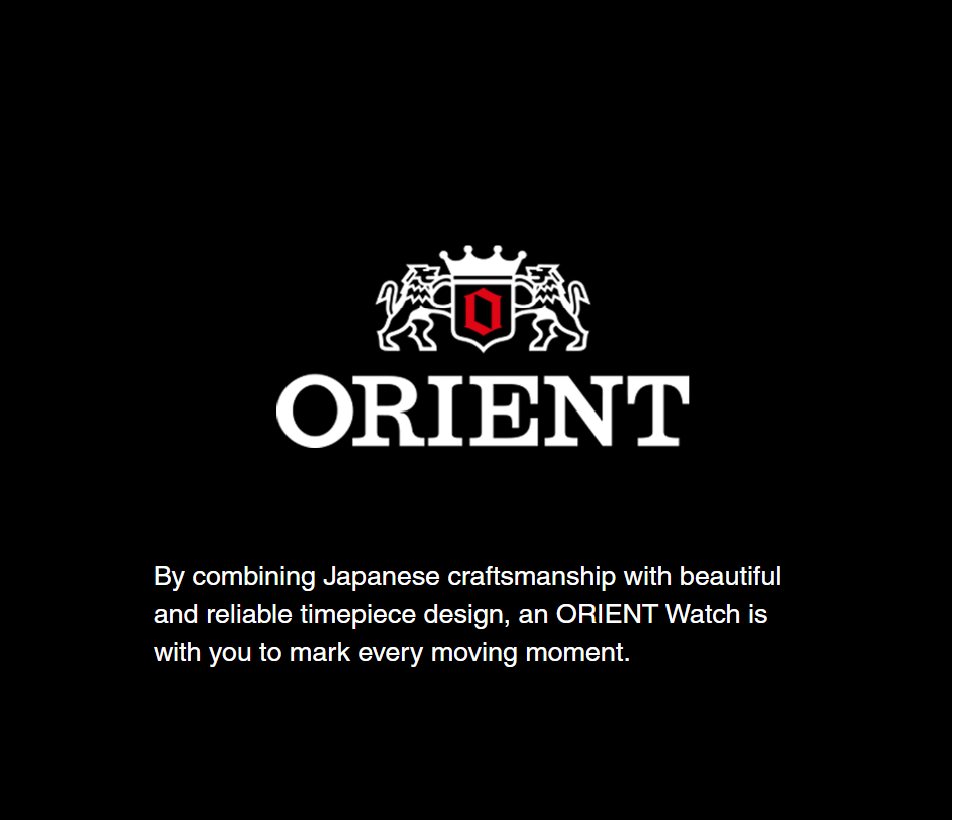 ORIENT
By combining Japanese craftsmanship with beautiful
and reliable timepiece design, an ORIENT Watch is
with you to mark every moving moment.